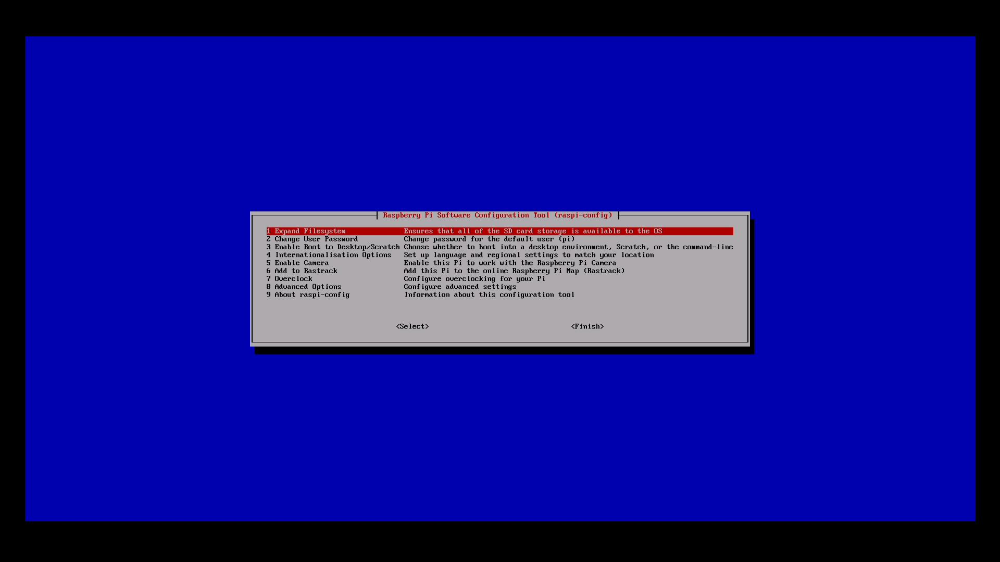 Raspberry Pi Software Configuration Tool (raspi-config)
1 Expand Filesystem Ensures that all of the SD card storage is available to the OS
2 Change User Password Change password for the default user (pi)
3 Enable Boot to Desktop/Scratch Choose whether to boot into a desktop environment, Scratch, or the command-line
4 Internationalisation Options Set up language and regional settings to match your location
5 Enable Camera Enable this Pi to work with the Raspberry Pi Camera
6 Add to Rastrack Add this Pi to the online Raspberry Pi Map (Rastrack)
7 Overclock Configure overclocking for your Pi
8 Advanced Options Configure advanced settings
9 About raspi-config Information about this configuration tool
<Select> <Finish>